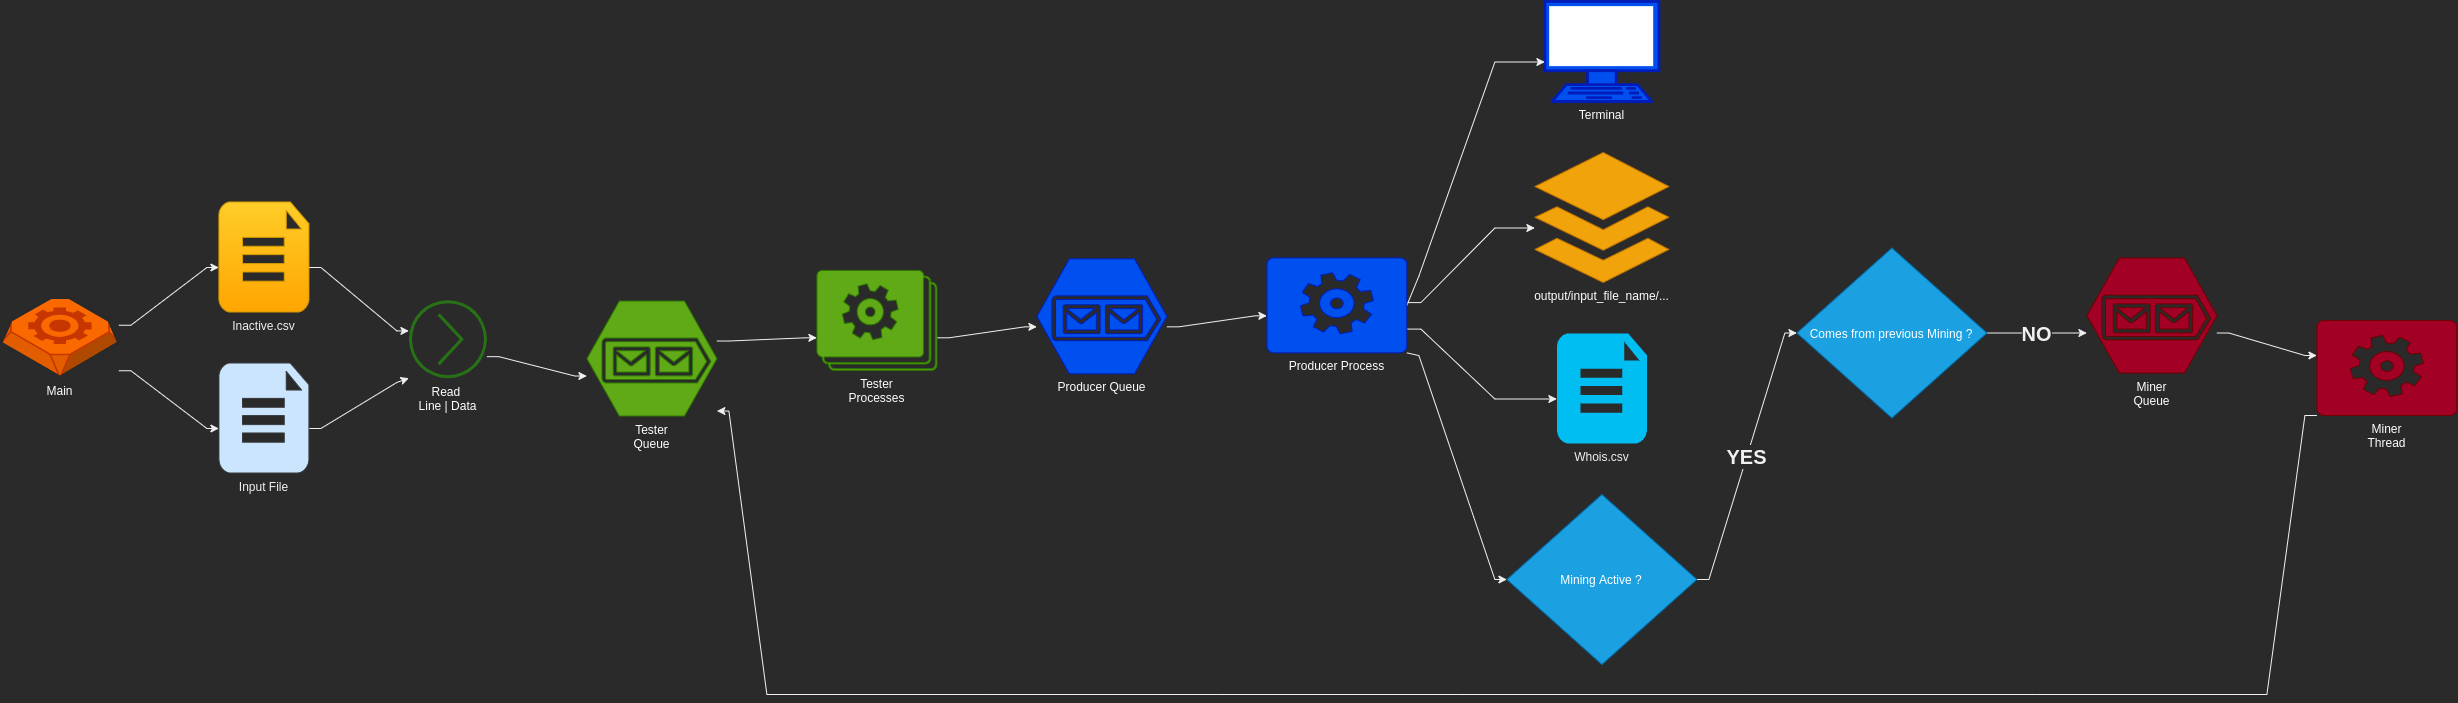 Main
Inactive.csv
Input File
Read
Line | Data
Tester
Queue
Tester
Processes
Producer Queue
Producer Process
Terminal
output/input_file_name/...
Whois.csv
Mining Active ?
YES
Comes from previous Mining ?
NO
Miner
Queue
Miner
Thread